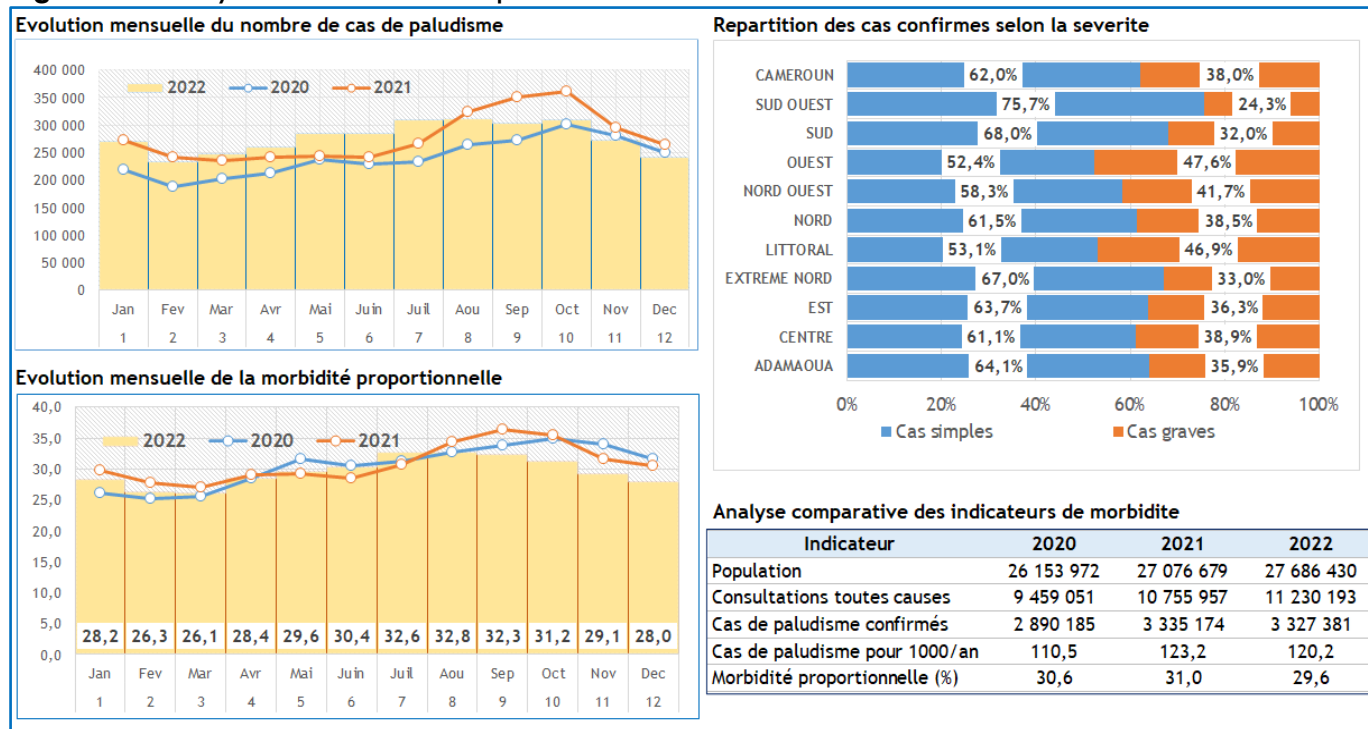 Evolution mensuelle du nombre de cas de paludisme
400 000
350 000
300 000
250 000
200 000
150 000
100 000
50 000
0
2022 2020 2021
Jan Fev Mar Avr Mai Juin Juil Aou Sep Oct Nov Dec
1 2 3 4 5 6 7 8 9 10 11 12
Evolution mensuelle de la morbidité proportionnelle
40,0
35,0
30,0
25,0
20,0
15,0
10,0
5,0
0,0
2022 2020 2021
28,2 26,3 26,1 28,4 29,6 30,4 32,6 32,8 32,3 31,2 29,1 28,0
Jan Fev Mar Avr Mai Juin Juil Aou Sep Oct Nov Dec
1 2 3 4 5 6 7 8 9 10 11 12
Repartition des cas confirmes selon la severite
CAMEROUN 62,0% 38,0%
SUD OUEST 75,7% 24,3%
SUD 68,0% 32,0%
OUEST 52,4% 47,6%
NORD OUEST 58,3% 41,7%
NORD 61,5% 38,5%
LITTORAL 53,1% 46,9%
EXTREME NORD 67,0% 33,0%
EST 63,7% 36,3%
CENTRE 61,1% 38,9%
ADAMAOUA 64,1% 35,9%
0% 20% 40% 60% 80% 100%
Cas simples Cas graves
Analyse comparative des indicateurs de morbidite
Indicateur 2020 2021 2022
Population 26 153 972 27 076 679 27 686 430
Consultations toutes causes 9 459 051 10 755 957 11 230 193
Cas de paludisme confirmés 2 890 185 3 335 174 3 327 381
Cas de paludisme pour 1000/an 110,5 123,2 120,2
Morbidité proportionnelle (%) 30,6 31,0 29,6